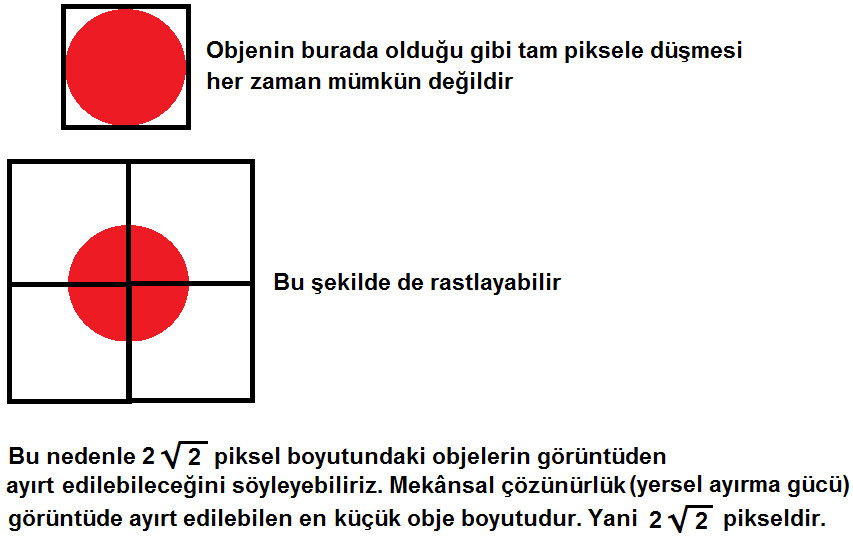 Objenin burada olduğu gibi tam piksele düşmesi
her zaman mümkün değildir
Bu şekilde de rastlayabilir
Bu nedenle 2√2 piksel boyutundaki objelerin görüntüden
ayırt edilebileceğini söyleyebiliriz. Mekânsal çözünürlük (yersel ayırma gücü)
görüntüde ayırt edilebilen en küçük obje boyutudur. Yani 2√2 pikseldir.